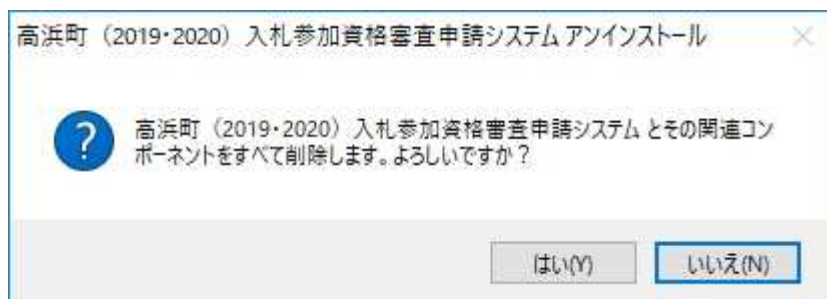 高浜町（2019・2020）入札参加資格審査申請システム アンインストール
高浜町（2019・2020）入札参加資格審査申請システム とその関連コン
ポーネントをすべて削除します。よろしいですか？
はい(Y)
いいえ(N)